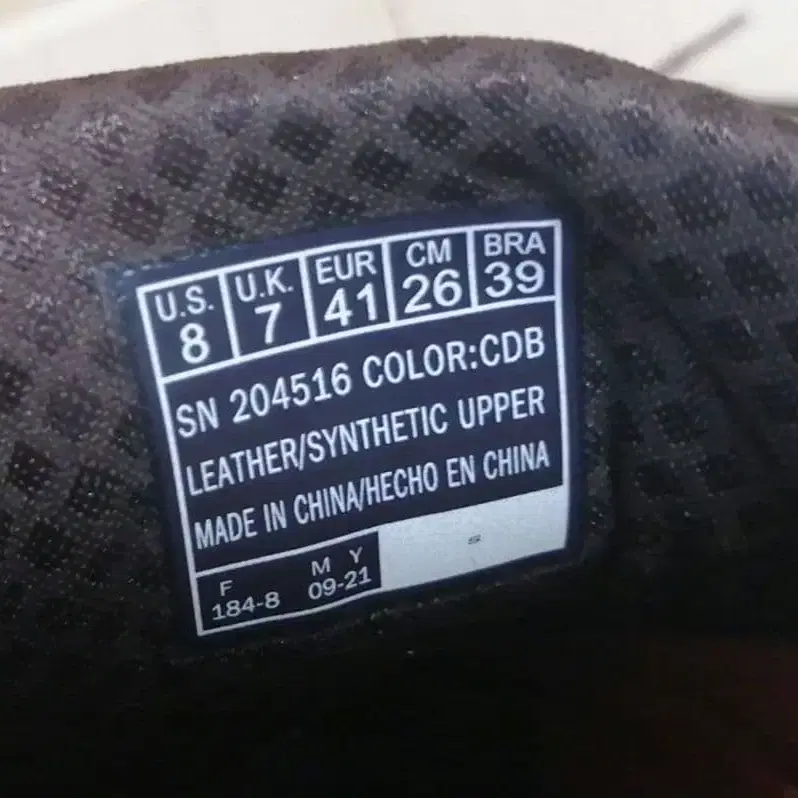 U.S. U.K. EUR CM BRA
8 7 41 26 39
SN 204516 COLOR:CDB
LEATHER/SYNTHETIC UPPER
MADE IN CHINA/HECHO EN CHINA
F M Y
184-8 09-21